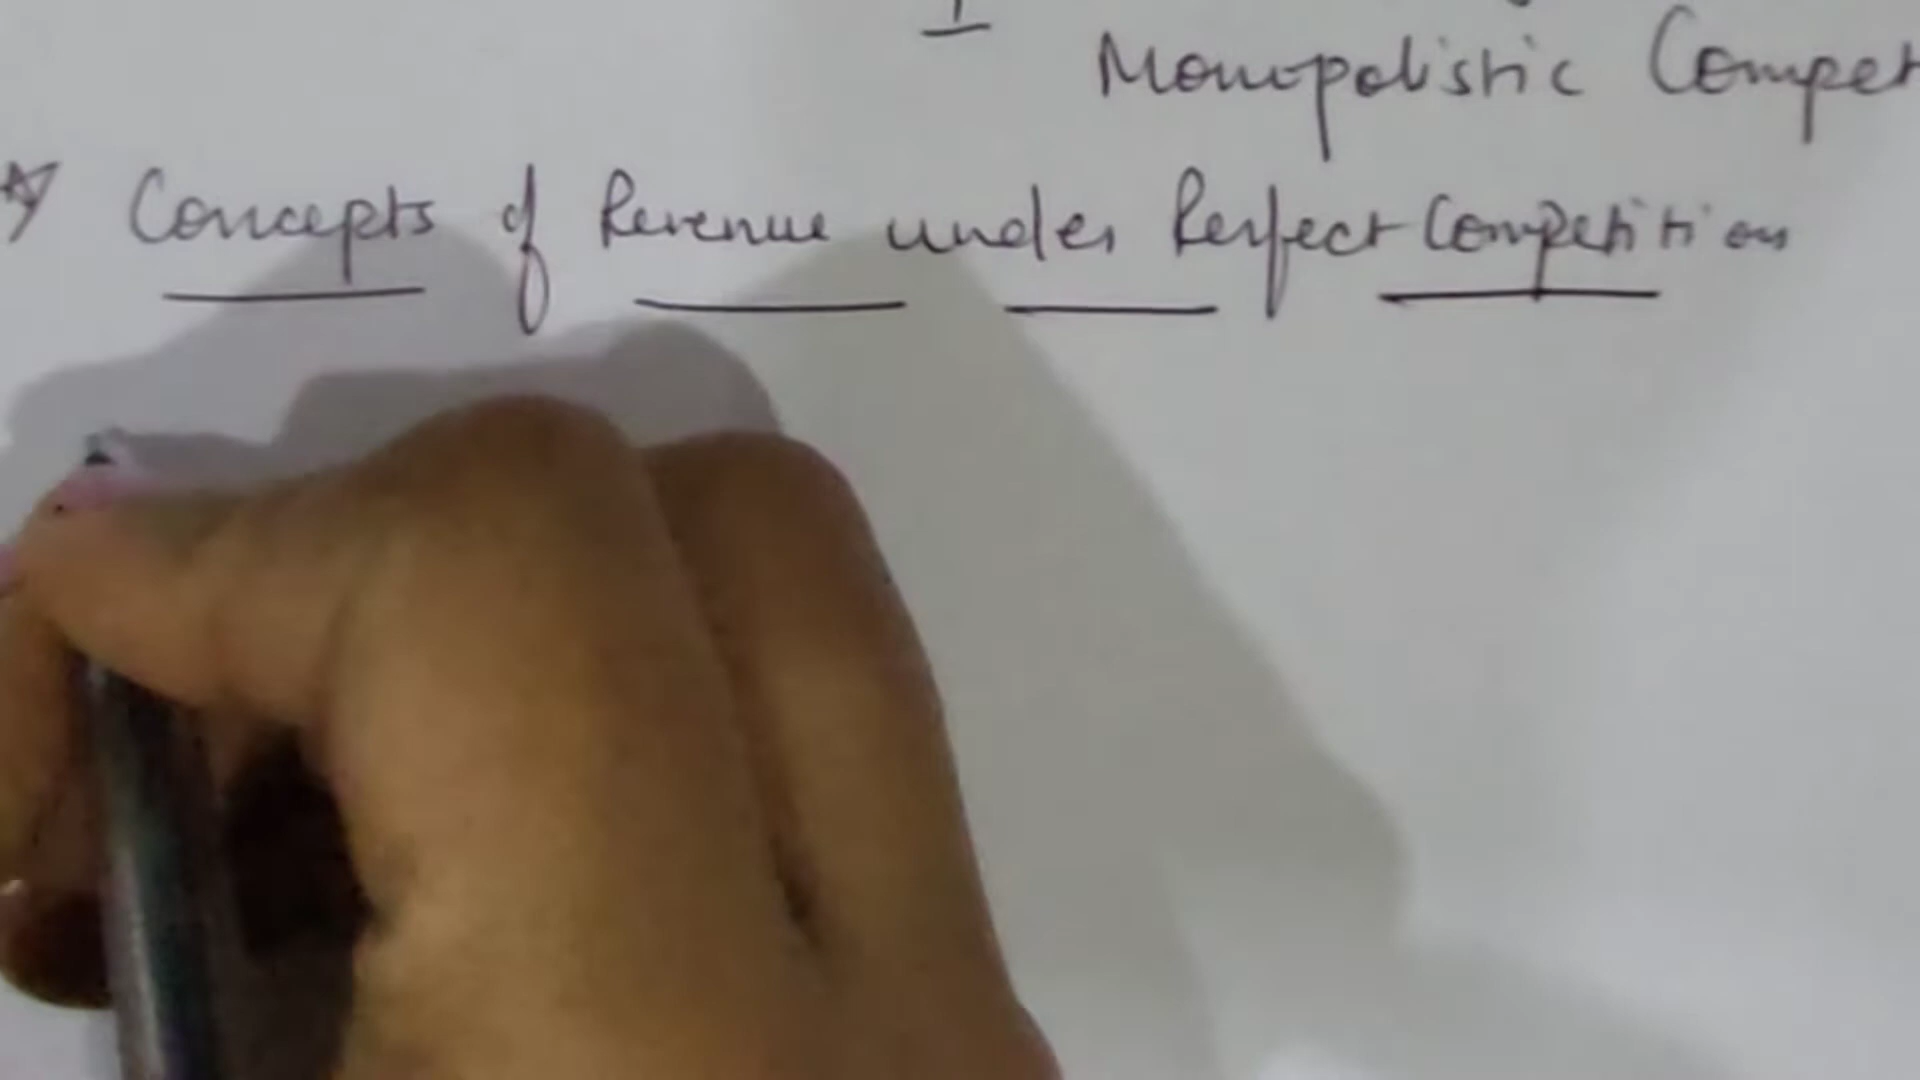 Monopolistic Compet
Concepts of Revenue under Perfect Competition